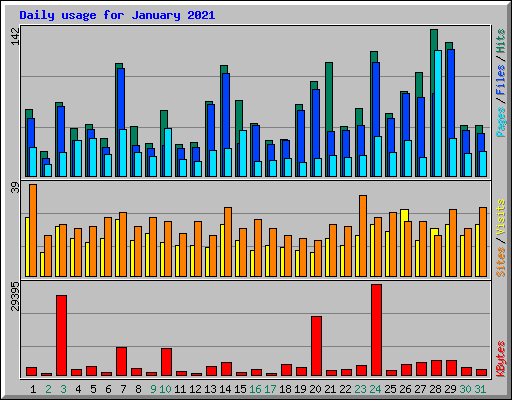 Daily usage for January 2021
142
Pages / Files / Hits
39
Sites / Visits
29395
KBytes
1 2 3 4 5 6 7 8 9 10 11 12 13 14 15 16 17 18 19 20 21 22 23 24 25 26 27 28 29 30 31